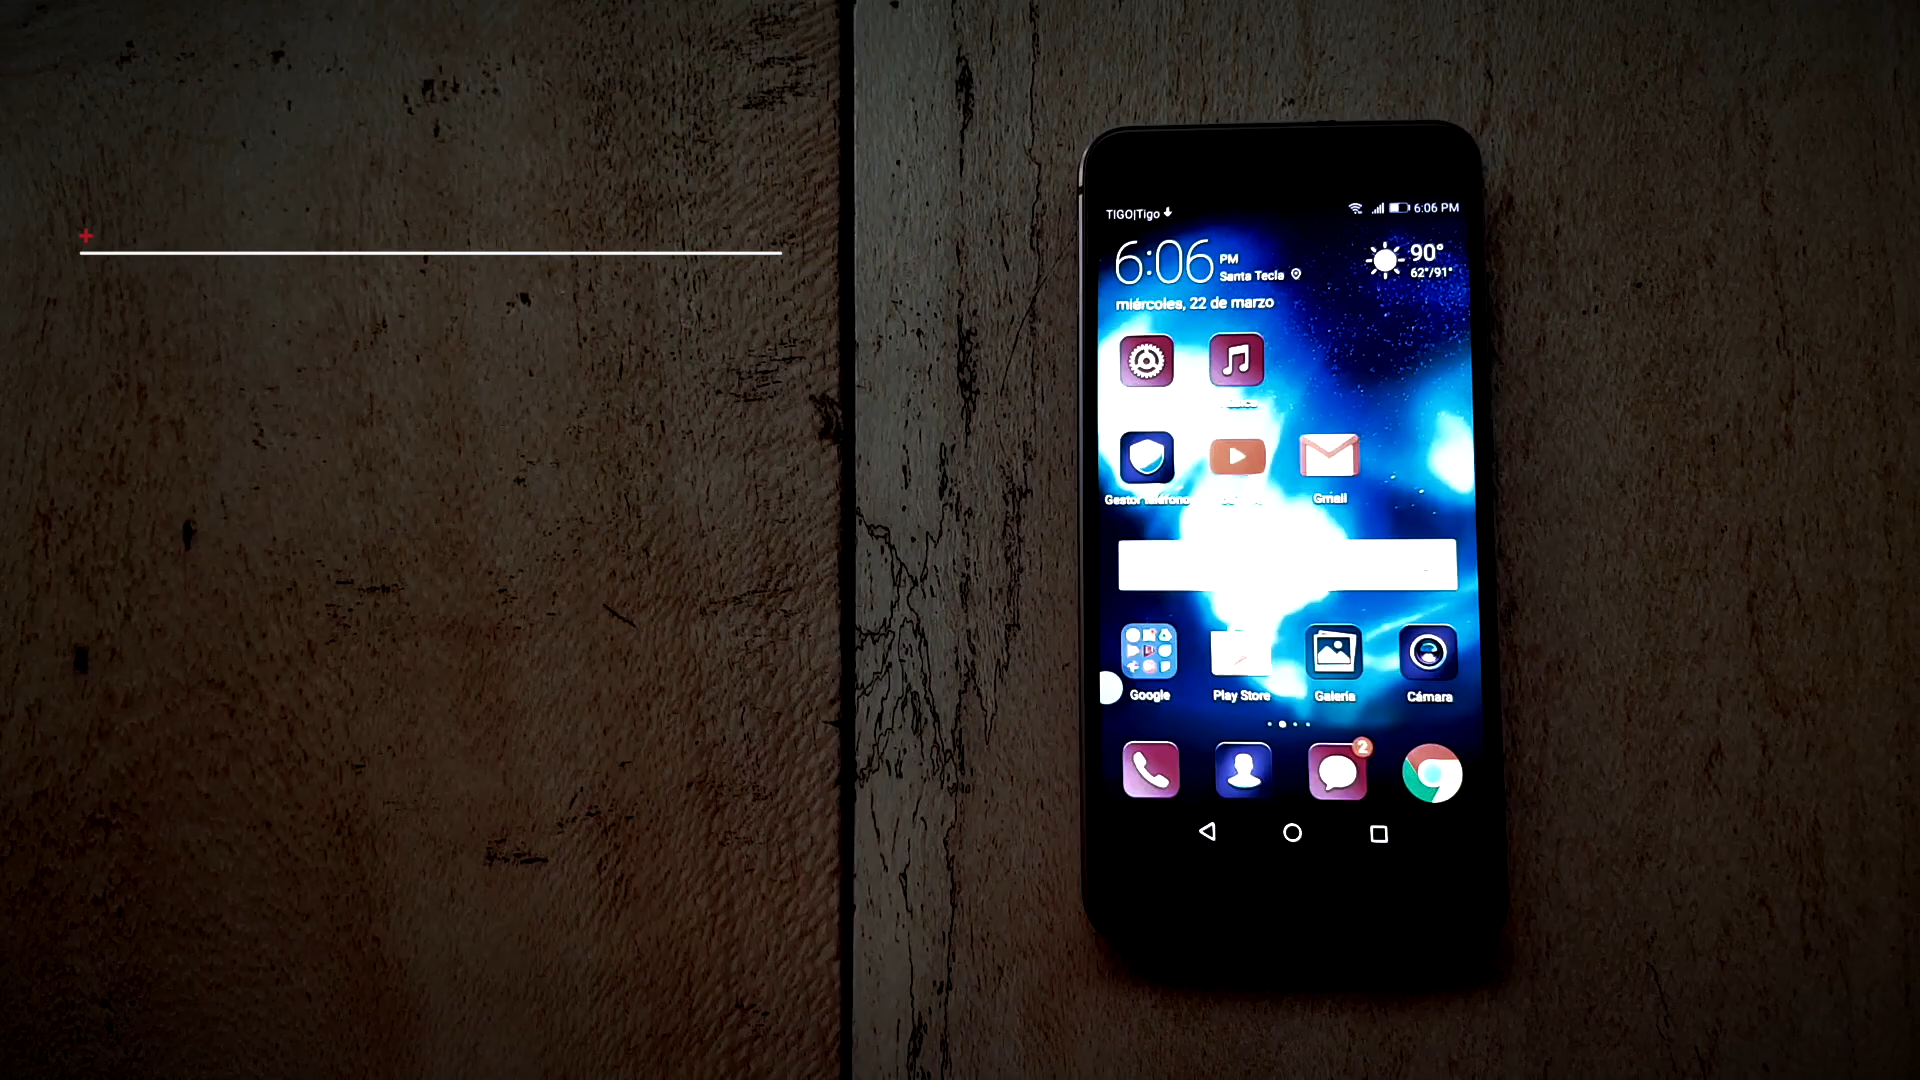 +
TIGO|Tigo 6:06 PM
6:06 PM
Santa Tecla
90°
62°/91°
miércoles, 22 de marzo
Gestor Gmail
Google Play Store Galería Cámara
2